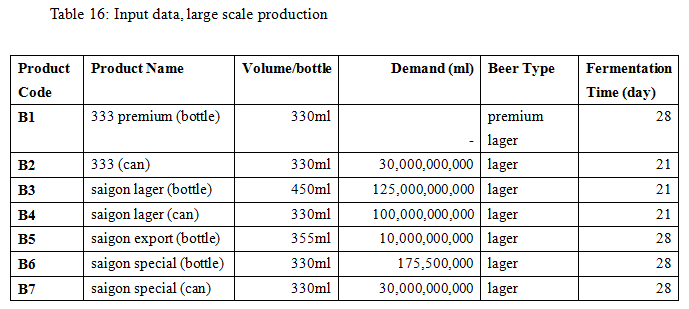 Table 16: Input data, large scale production
Product Code Product Name Volume/bottle Demand (ml) Beer Type Fermentation Time (day)
B1 333 premium (bottle) 330ml - premium lager 28
B2 333 (can) 330ml 30,000,000,000 lager 21
B3 saigon lager (bottle) 450ml 125,000,000,000 lager 21
B4 saigon lager (can) 330ml 100,000,000,000 lager 21
B5 saigon export (bottle) 355ml 10,000,000,000 lager 28
B6 saigon special (bottle) 330ml 175,500,000 lager 28
B7 saigon special (can) 330ml 30,000,000,000 lager 28